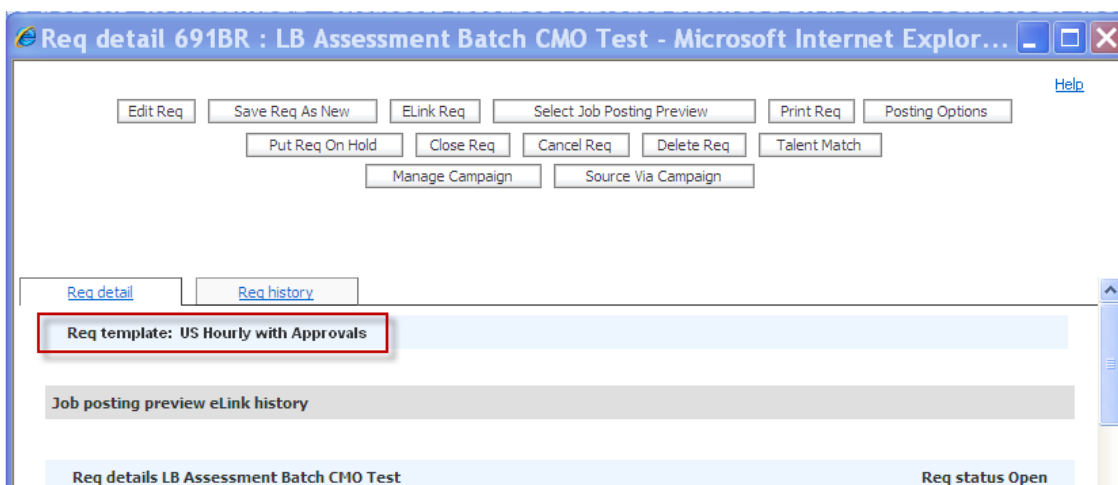 Req detail 691BR : LB Assessment Batch CMO Test - Microsoft Internet Explor...
Help
Edit Req Save Req As New ELink Req Select Job Posting Preview Print Req Posting Options
Put Req On Hold Close Req Cancel Req Delete Req Talent Match
Manage Campaign Source Via Campaign
Req detail Req history
Req template: US Hourly with Approvals
Job posting preview eLink history
Req details LB Assessment Batch CMO Test Req status Open